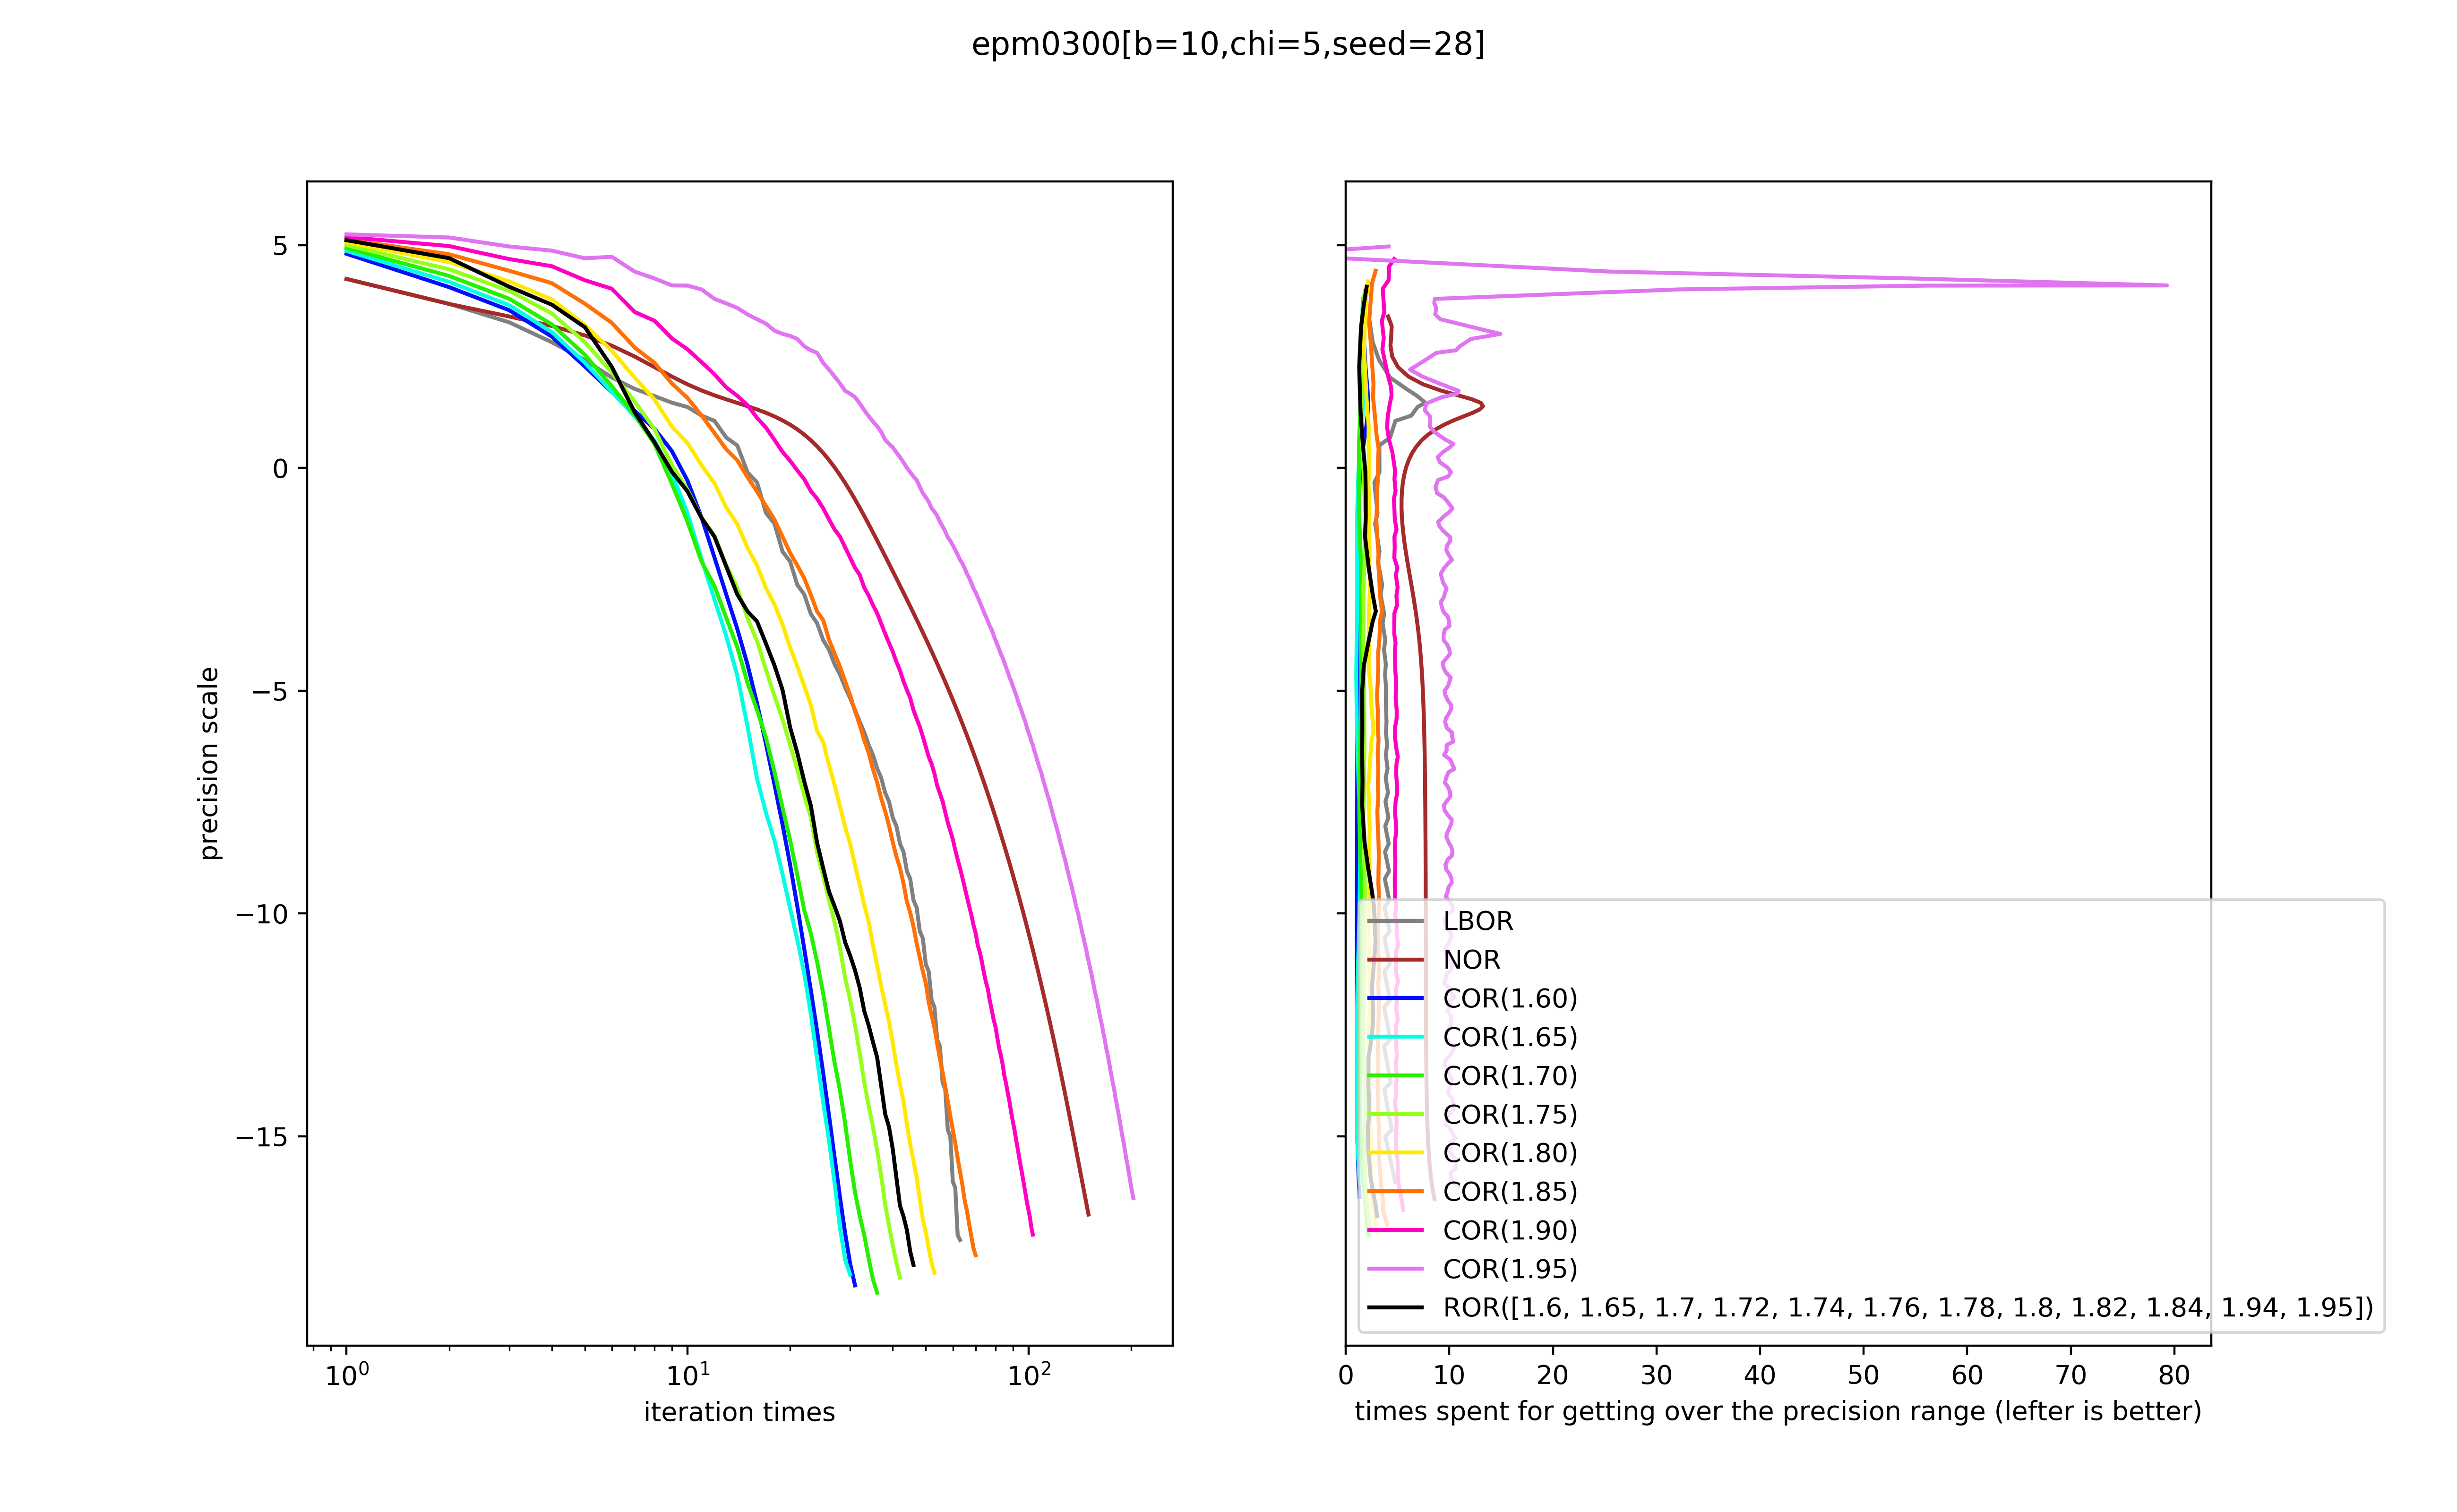 epm0300[b=10,chi=5,seed=28]
precision scale
5
0
−5
−10
−15
10^0
10^1
10^2
iteration times
0
10
20
30
40
50
60
70
80
times spent for getting over the precision range (lefter is better)
LBOR
NOR
COR(1.60)
COR(1.65)
COR(1.70)
COR(1.75)
COR(1.80)
COR(1.85)
COR(1.90)
COR(1.95)
ROR([1.6, 1.65, 1.7, 1.72, 1.74, 1.76, 1.78, 1.8, 1.82, 1.84, 1.94, 1.95])